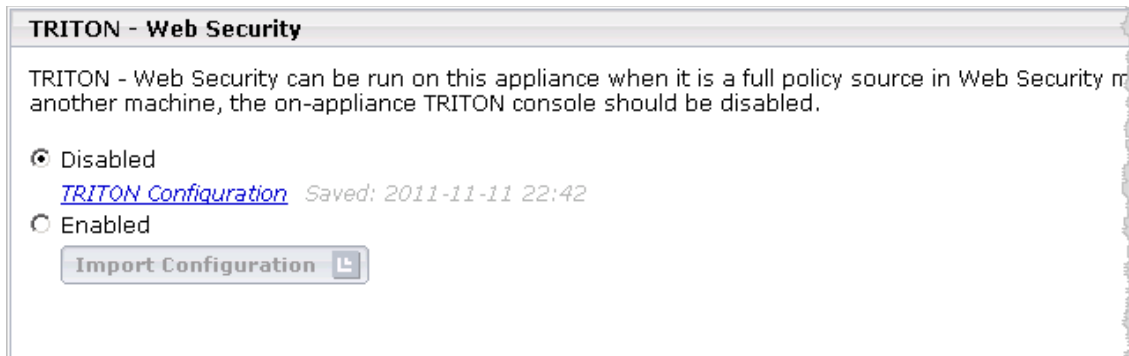 TRITON - Web Security
TRITON - Web Security can be run on this appliance when it is a full policy source in Web Security
another machine, the on-appliance TRITON console should be disabled.
Disabled
TRITON Configuration Saved: 2011-11-11 22:42
Enabled
Import Configuration